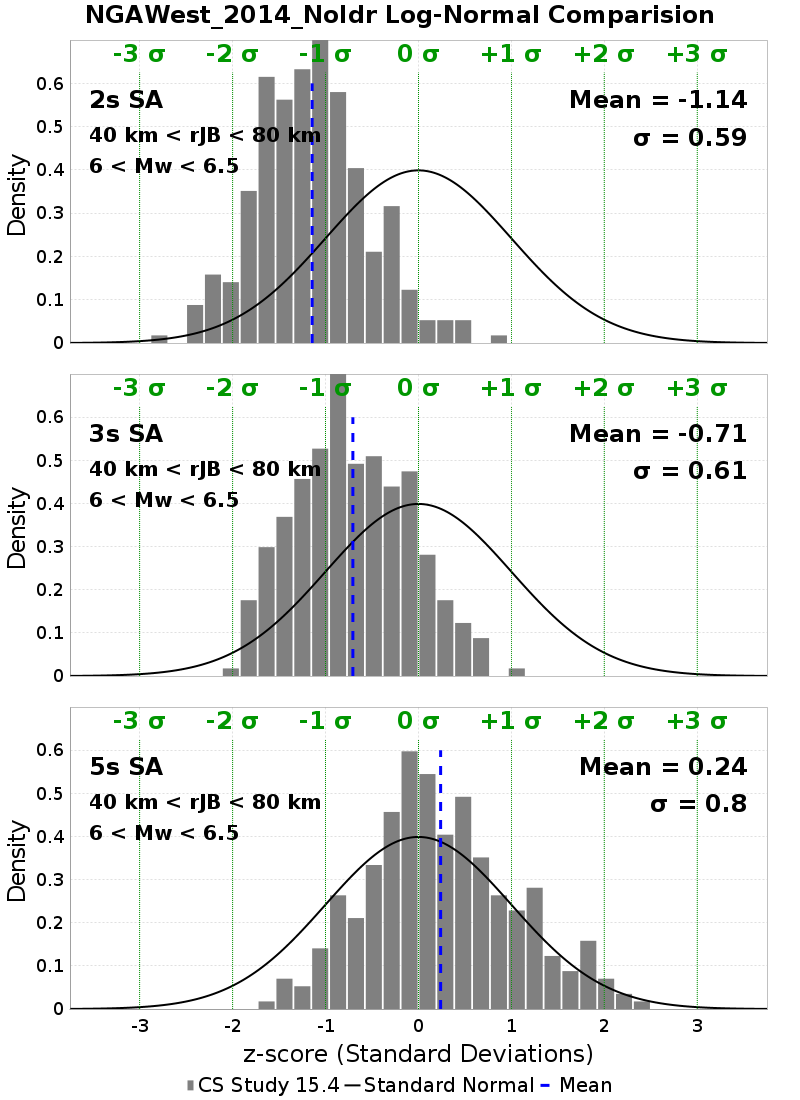 NGAWest_2014_NoIdr Log-Normal Comparision
-3 σ -2 σ -1 σ 0 σ +1 σ +2 σ +3 σ
2s SA Mean = -1.14
40 km < rJB < 80 km σ = 0.59
6 < Mw < 6.5
Density
0.6
0.5
0.4
0.3
0.2
0.1
0
-3 σ -2 σ -1 σ 0 σ +1 σ +2 σ +3 σ
3s SA Mean = -0.71
40 km < rJB < 80 km σ = 0.61
6 < Mw < 6.5
Density
0.6
0.5
0.4
0.3
0.2
0.1
0
-3 σ -2 σ -1 σ 0 σ +1 σ +2 σ +3 σ
5s SA Mean = 0.24
40 km < rJB < 80 km σ = 0.8
6 < Mw < 6.5
Density
0.6
0.5
0.4
0.3
0.2
0.1
0
-3 -2 -1 0 1 2 3
z-score (Standard Deviations)
CS Study 15.4 Standard Normal Mean